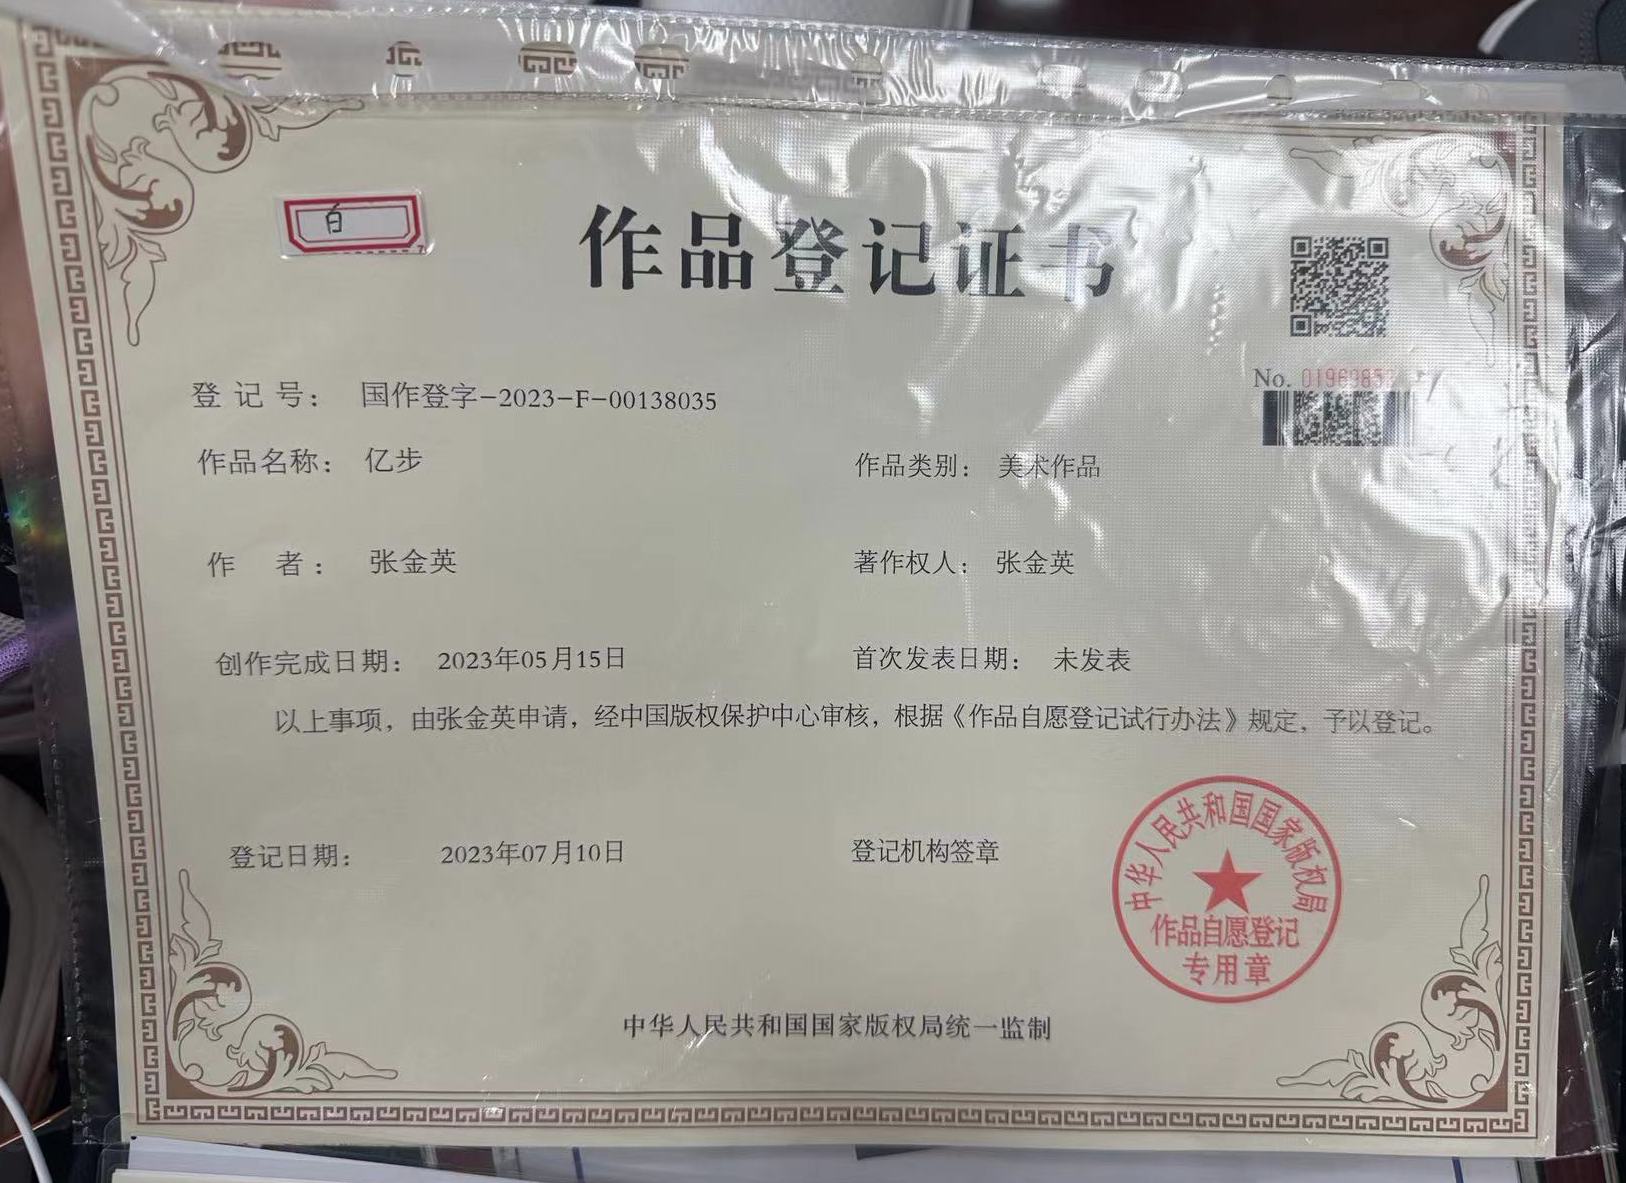 白
作品登记证书
No. 0196985
登 记 号： 国作登字-2023-F-00138035
作品名称： 亿步
作品类别： 美术作品
作 者： 张金英
著作权人： 张金英
创作完成日期： 2023年05月15日
首次发表日期： 未发表
以上事项，由张金英申请，经中国版权保护中心审核，根据《作品自愿登记试行办法》规定，予以登记。
登记日期： 2023年07月10日
登记机构签章
中华人民共和国国家版权局
作品自愿登记
专用章
中华人民共和国国家版权局统一监制